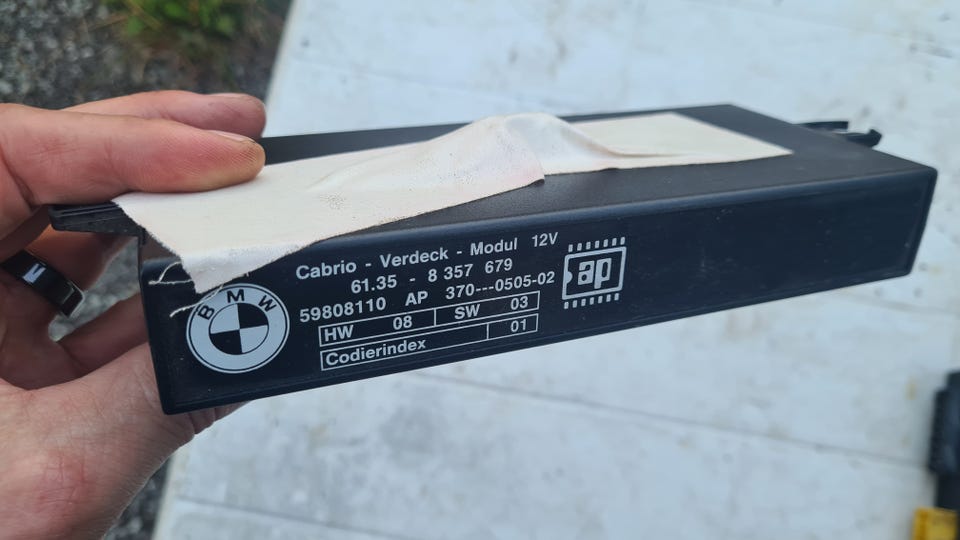 Cabrio - Verdeck - Modul 12V
61.35 - 8 357 679
59808110 AP 370---0505-02
HW 08 SW 03
Codierindex 01
BMW
ap